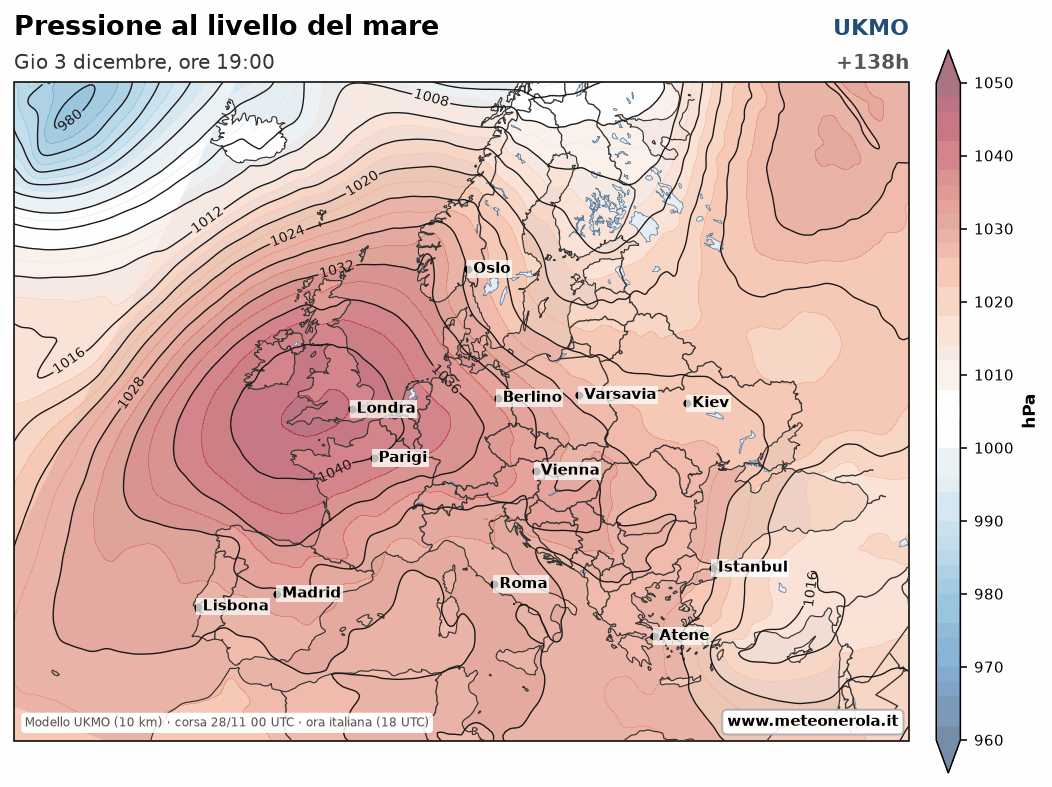 Pressione al livello del mare
UKMO
Gio 3 dicembre, ore 19:00
+138h
980
1008
1012
1020
1024
1032
1016
1028
1036
1040
1016
Oslo
Londra
Berlino
Varsavia
Kiev
Parigi
Vienna
Istanbul
Roma
Madrid
Lisbona
Atene
Modello UKMO (10 km) · corsa 28/11 00 UTC · ora italiana (18 UTC)
www.meteonerola.it
1050
1040
1030
1020
1010
1000
990
980
970
960
hPa